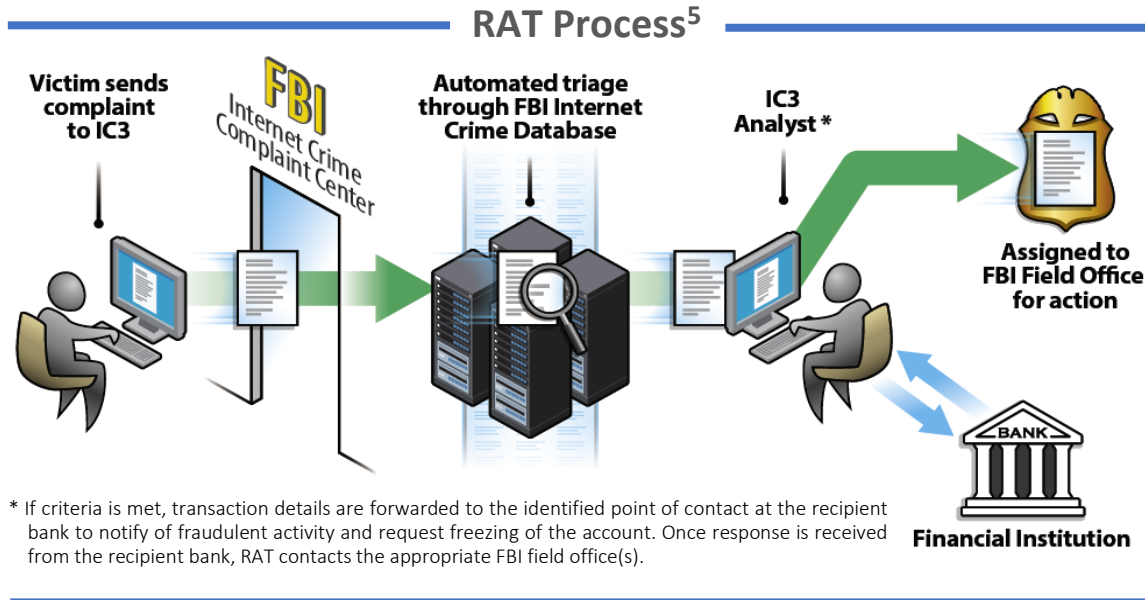 RAT Process⁵
Victim sends
complaint
to IC3
FBI
Internet Crime
Complaint Center
Automated triage
through FBI Internet
Crime Database
IC3
Analyst *
Assigned to
FBI Field Office
for action
BANK
Financial Institution
* If criteria is met, transaction details are forwarded to the identified point of contact at the recipient
bank to notify of fraudulent activity and request freezing of the account. Once response is received
from the recipient bank, RAT contacts the appropriate FBI field office(s).